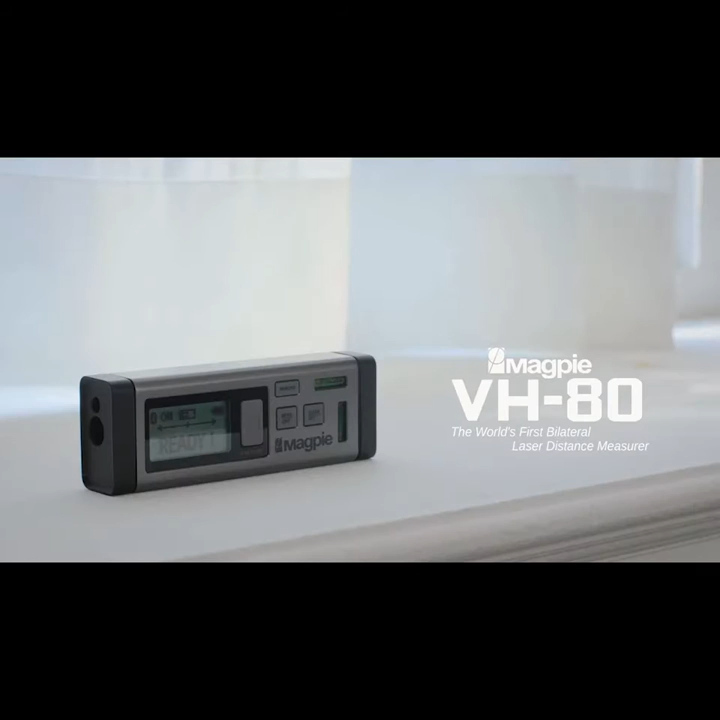 Magpie
VH-80
The World's First Bilateral
Laser Distance Measurer
READY!
Magpie